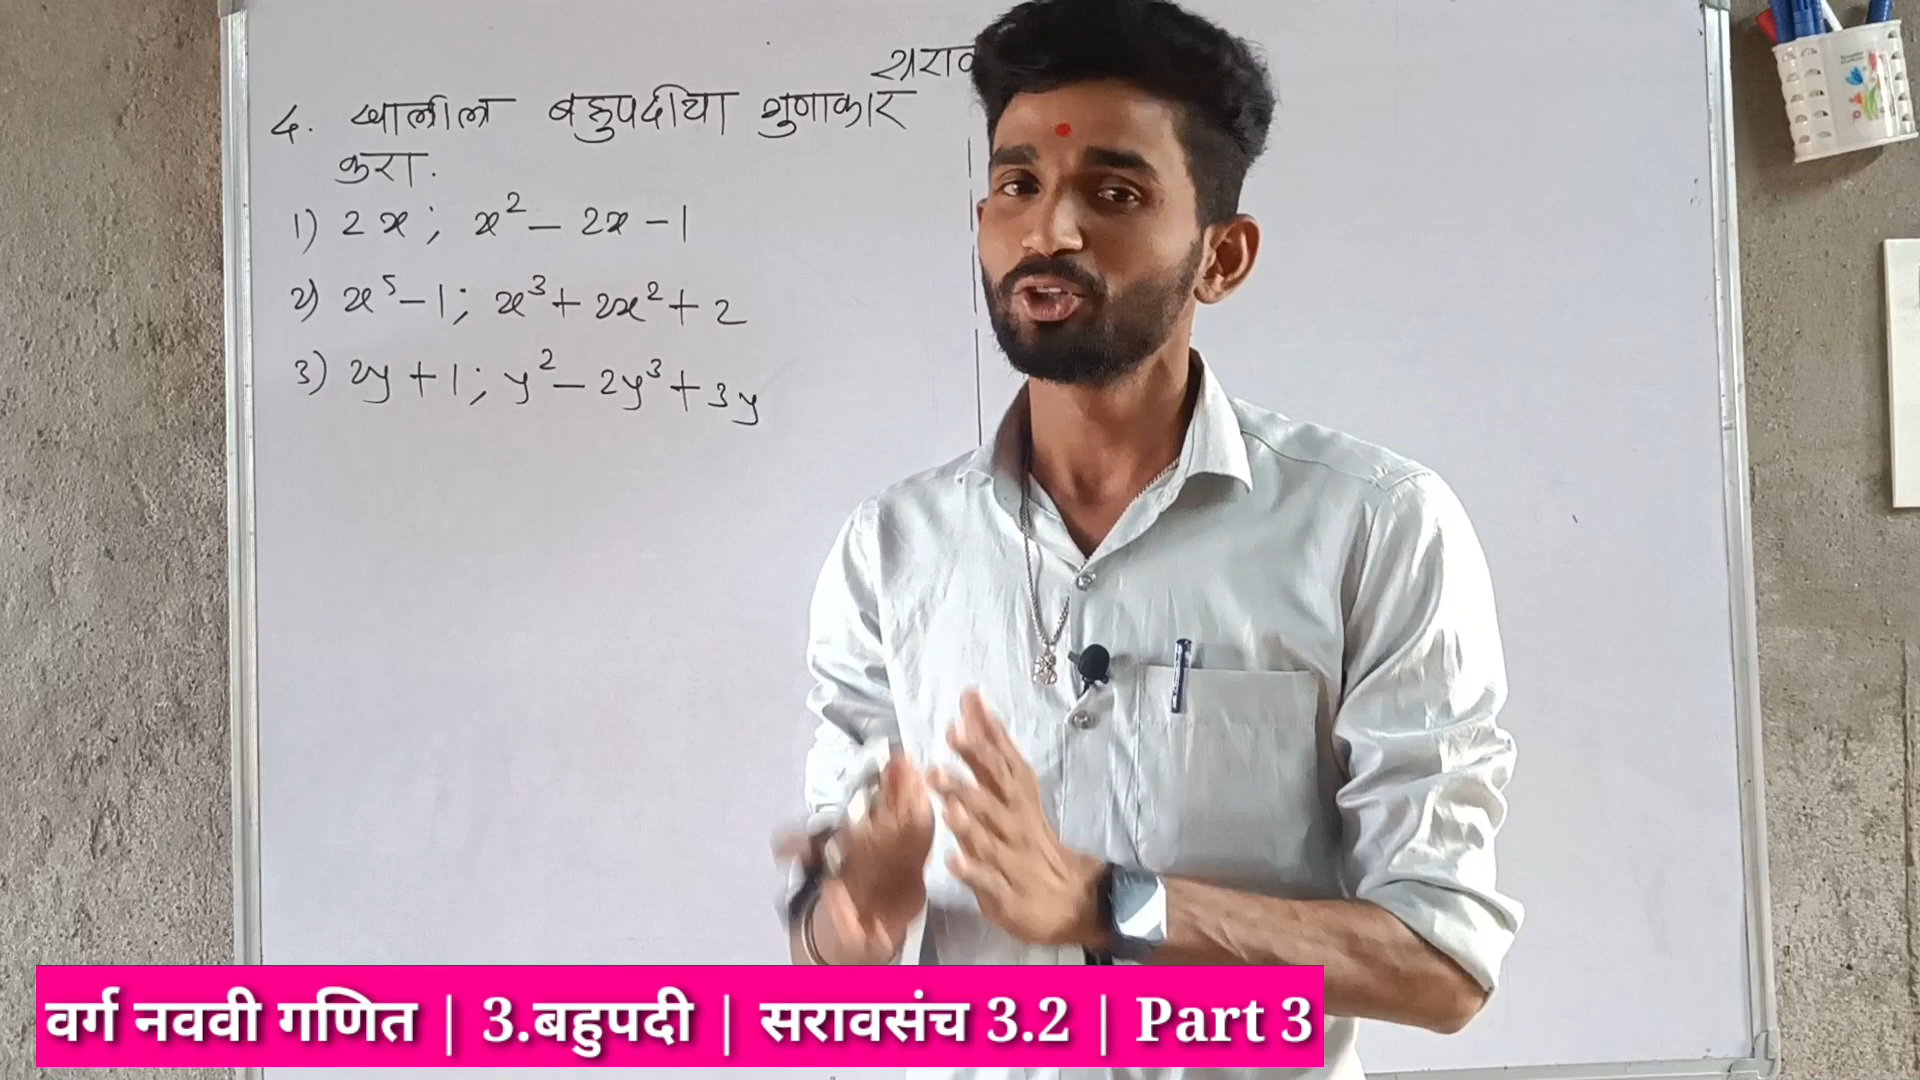 सराव
4. खालील बहुपदीचा गुणाकार
करा.
1) 2x ; x² - 2x - 1
2) x⁵ - 1 ; x³ + 2x² + 2
3) 2y + 1 ; y² - 2y³ + 3y
वर्ग नववी गणित | 3.बहुपदी | सरावसंच 3.2 | Part 3